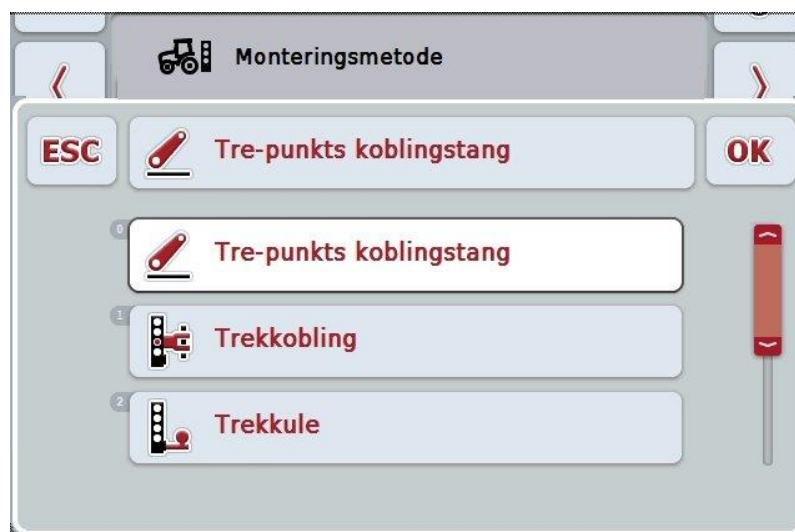 Monteringsmetode
ESC
Tre-punkts koblingstang
OK
0
Tre-punkts koblingstang
1
Trekkobling
2
Trekkule